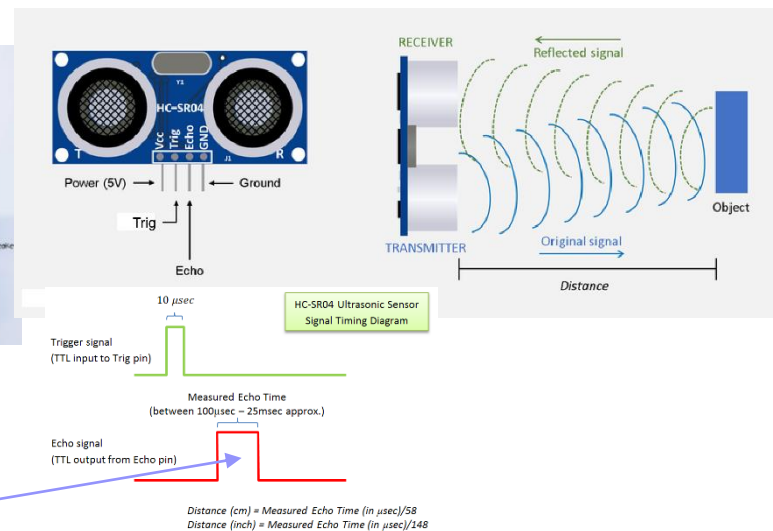 RECEIVER
Reflected signal
Y1
HC-SR04
Vcc
Trig
Echo
GND
T
J1
R
Power (5V)
Ground
Trig
Echo
Object
TRANSMITTER
Original signal
Distance
10 μsec
HC-SR04 Ultrasonic Sensor
Signal Timing Diagram
Trigger signal
(TTL input to Trig pin)
Measured Echo Time
(between 100μsec – 25msec approx.)
Echo signal
(TTL output from Echo pin)
Distance (cm) = Measured Echo Time (in μsec)/58
Distance (inch) = Measured Echo Time (in μsec)/148